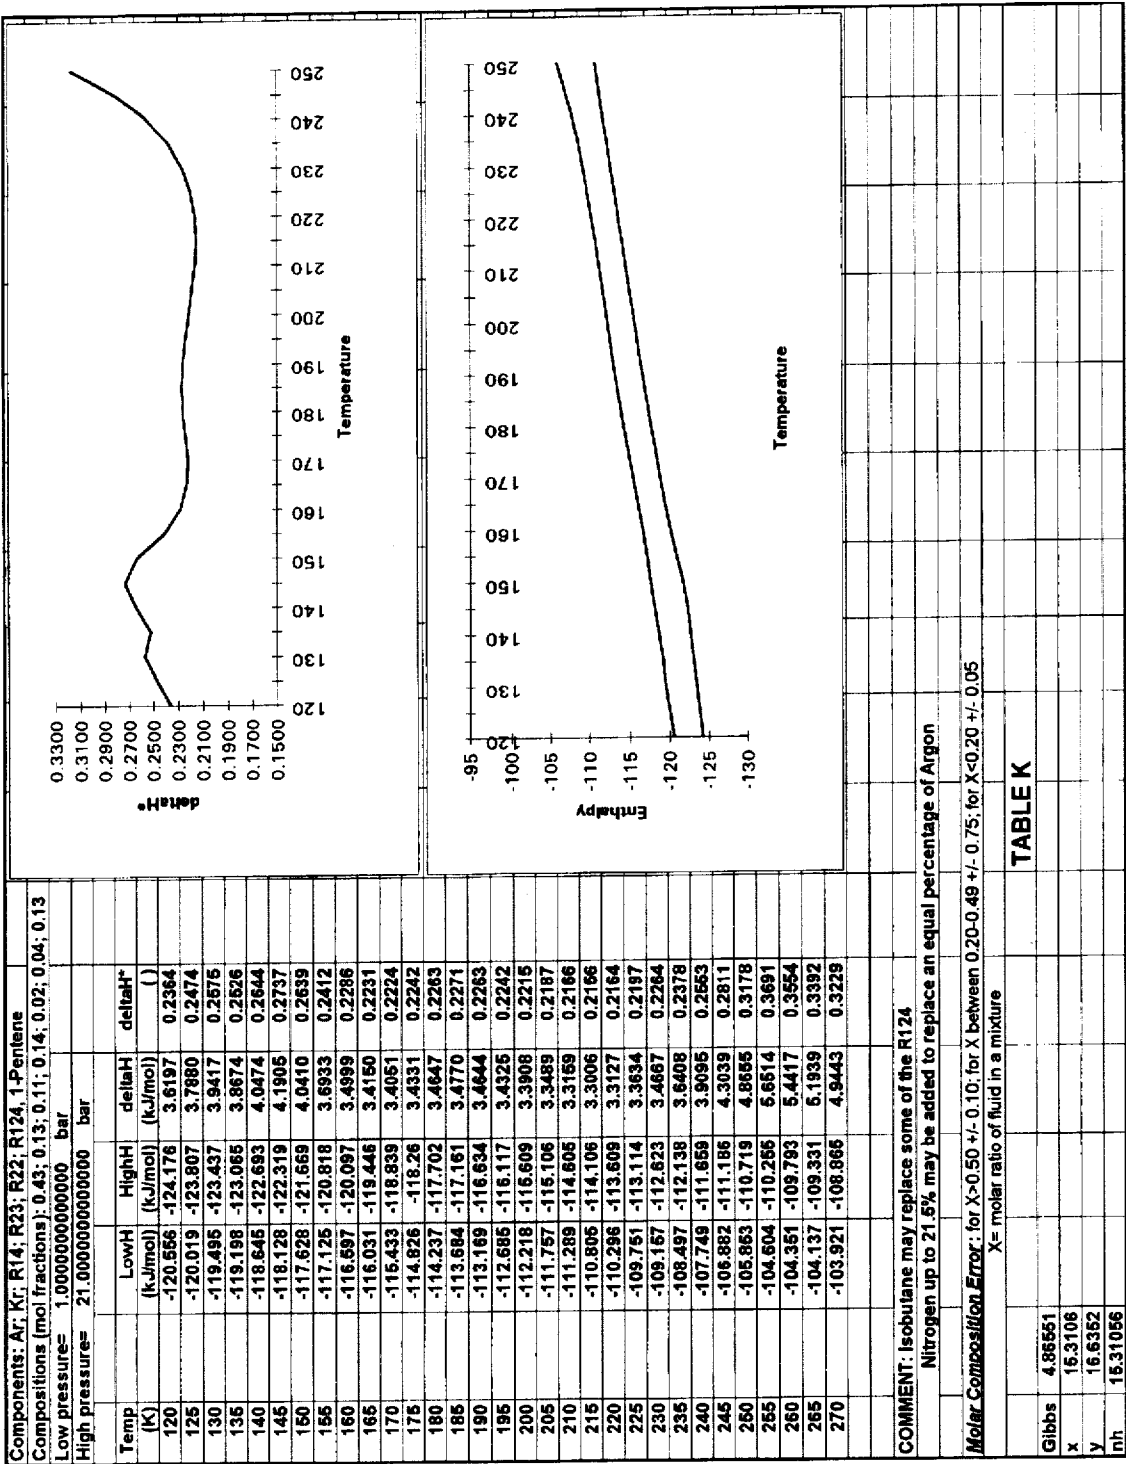 Components: Ar; Kr; R14; R23; R22; R124, 1-Pentene
Compositions (mol fractions): 0.43; 0.13; 0.11; 0.14; 0.02; 0.04; 0.13
Low pressure= 1.00000000000000 bar
High pressure= 21.0000000000000 bar
Temp LowH HighH deltaH deltaH*
(K) (kJ/mol) (kJ/mol) (kJ/mol) ( )
120 -120.556 -124.176 3.6197 0.2364
125 -120.019 -123.807 3.7880 0.2474
130 -119.495 -123.437 3.9417 0.2575
135 -119.198 -123.065 3.8674 0.2526
140 -118.645 -122.693 4.0474 0.2644
145 -118.128 -122.319 4.1905 0.2737
150 -117.628 -121.669 4.0410 0.2639
155 -117.125 -120.818 3.6933 0.2412
160 -116.597 -120.097 3.4999 0.2286
165 -116.031 -119.446 3.4150 0.2231
170 -115.433 -118.839 3.4051 0.2224
175 -114.826 -118.26 3.4331 0.2242
180 -114.237 -117.702 3.4647 0.2263
185 -113.684 -117.161 3.4770 0.2271
190 -113.169 -116.634 3.4644 0.2263
195 -112.685 -116.117 3.4325 0.2242
200 -112.218 -115.609 3.3908 0.2215
205 -111.757 -115.106 3.3489 0.2187
210 -111.289 -114.605 3.3159 0.2166
215 -110.805 -114.106 3.3006 0.2156
220 -110.296 -113.609 3.3127 0.2164
225 -109.751 -113.114 3.3634 0.2197
230 -109.157 -112.623 3.4667 0.2264
235 -108.497 -112.138 3.6408 0.2378
240 -107.749 -111.659 3.9095 0.2553
245 -106.882 -111.186 4.3039 0.2811
250 -105.853 -110.719 4.8655 0.3178
255 -104.604 -110.255 5.6514 0.3691
260 -104.351 -109.793 5.4417 0.3554
265 -104.137 -109.331 5.1939 0.3392
270 -103.921 -108.865 4.9443 0.3229
deltaH*
0.3300
0.3100
0.2900
0.2700
0.2500
0.2300
0.2100
0.1900
0.1700
0.1500
120 130 140 150 160 170 180 190 200 210 220 230 240 250
Temperature
Enthalpy
-95
-100
-105
-110
-115
-120
-125
-130
120 130 140 150 160 170 180 190 200 210 220 230 240 250
Temperature
COMMENT: Isobutane may replace some of the R124
Nitrogen up to 21.5% may be added to replace an equal percentage of Argon
Molar Composition Error: for X>0.50 +/- 0.10; for X between 0.20-0.49 +/- 0.75; for X<0.20 +/- 0.05
X= molar ratio of fluid in a mixture
TABLE K
Gibbs 4.86551
x 15.3106
y 16.6352
nh 15.31056